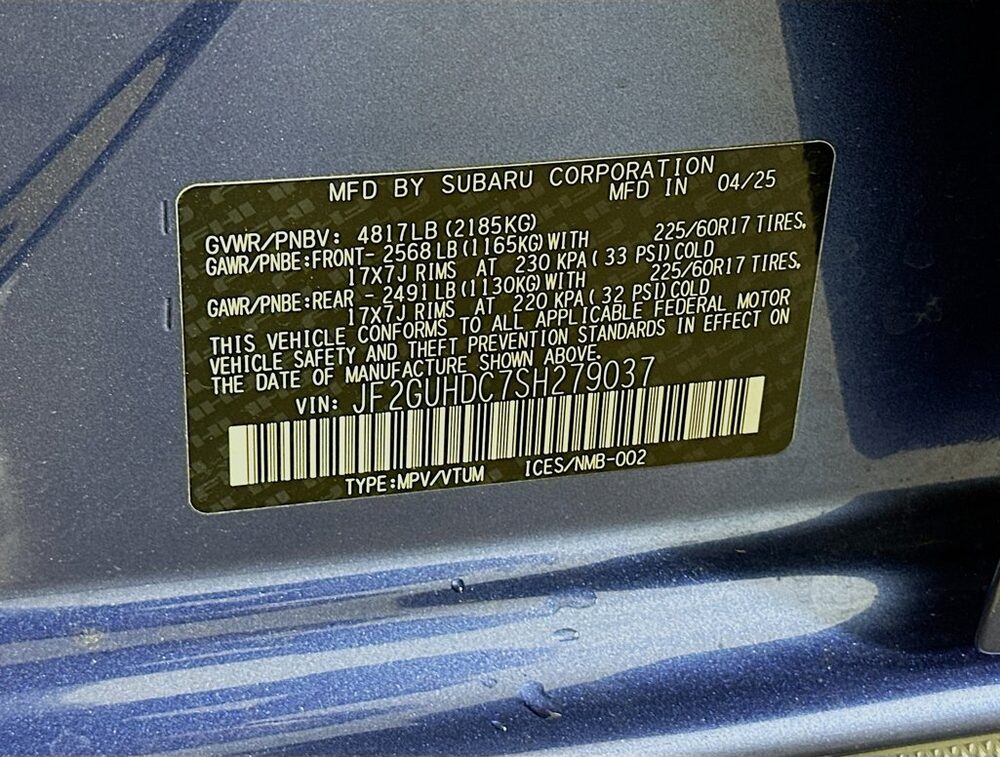 MFD BY SUBARU CORPORATION
MFD IN 04/25
GVWR/PNBV: 4817LB (2185KG)
GAWR/PNBE:FRONT- 2568 LB (1165KG) WITH 225/60R17 TIRES,
17X7J RIMS AT 230 KPA ( 33 PSI) COLD
GAWR/PNBE:REAR - 2491 LB (1130KG) WITH 225/60R17 TIRES,
17X7J RIMS AT 220 KPA ( 32 PSI) COLD
THIS VEHICLE CONFORMS TO ALL APPLICABLE FEDERAL MOTOR
VEHICLE SAFETY AND THEFT PREVENTION STANDARDS IN EFFECT ON
THE DATE OF MANUFACTURE SHOWN ABOVE.
VIN: JF2GUHDC7SH279037
TYPE:MPV/VTUM ICES/NMB-002